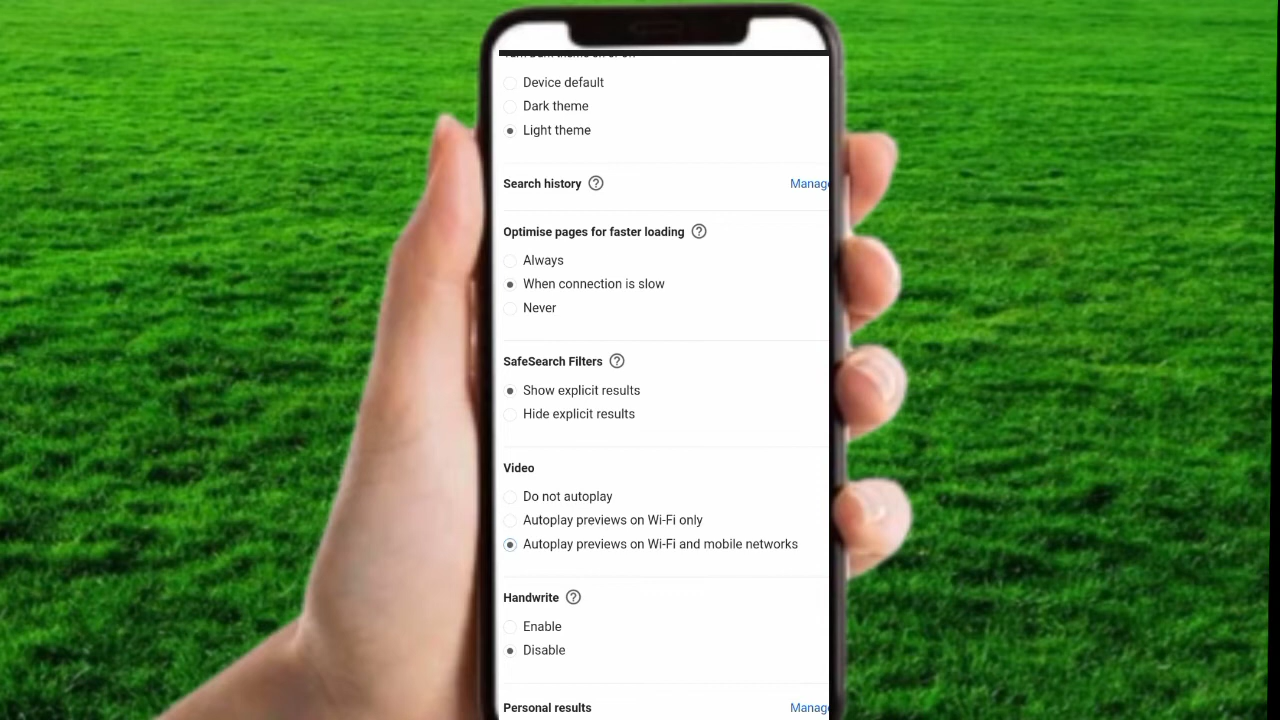 Device default
Dark theme
Light theme
Search history
Manage
Optimise pages for faster loading
Always
When connection is slow
Never
SafeSearch Filters
Show explicit results
Hide explicit results
Video
Do not autoplay
Autoplay previews on Wi-Fi only
Autoplay previews on Wi-Fi and mobile networks
Handwrite
Enable
Disable
Personal results
Manage